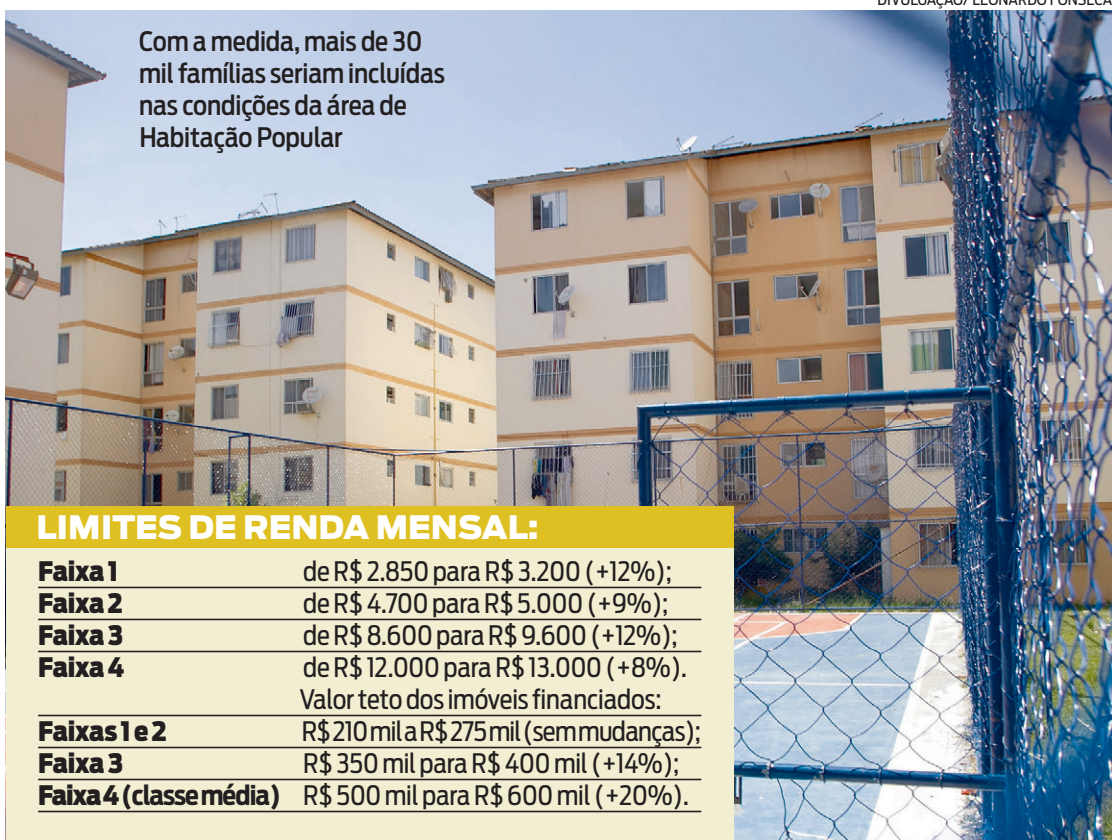 DIVULGAÇÃO/ LEONARDO FONSECA
Com a medida, mais de 30
mil famílias seriam incluídas
nas condições da área de
Habitação Popular
LIMITES DE RENDA MENSAL:
Faixa 1 de R$ 2.850 para R$ 3.200 (+12%);
Faixa 2 de R$ 4.700 para R$ 5.000 (+9%);
Faixa 3 de R$ 8.600 para R$ 9.600 (+12%);
Faixa 4 de R$ 12.000 para R$ 13.000 (+8%).
Valor teto dos imóveis financiados:
Faixas 1 e 2 R$ 210 mil a R$ 275 mil (sem mudanças);
Faixa 3 R$ 350 mil para R$ 400 mil (+14%);
Faixa 4 (classe média) R$ 500 mil para R$ 600 mil (+20%).